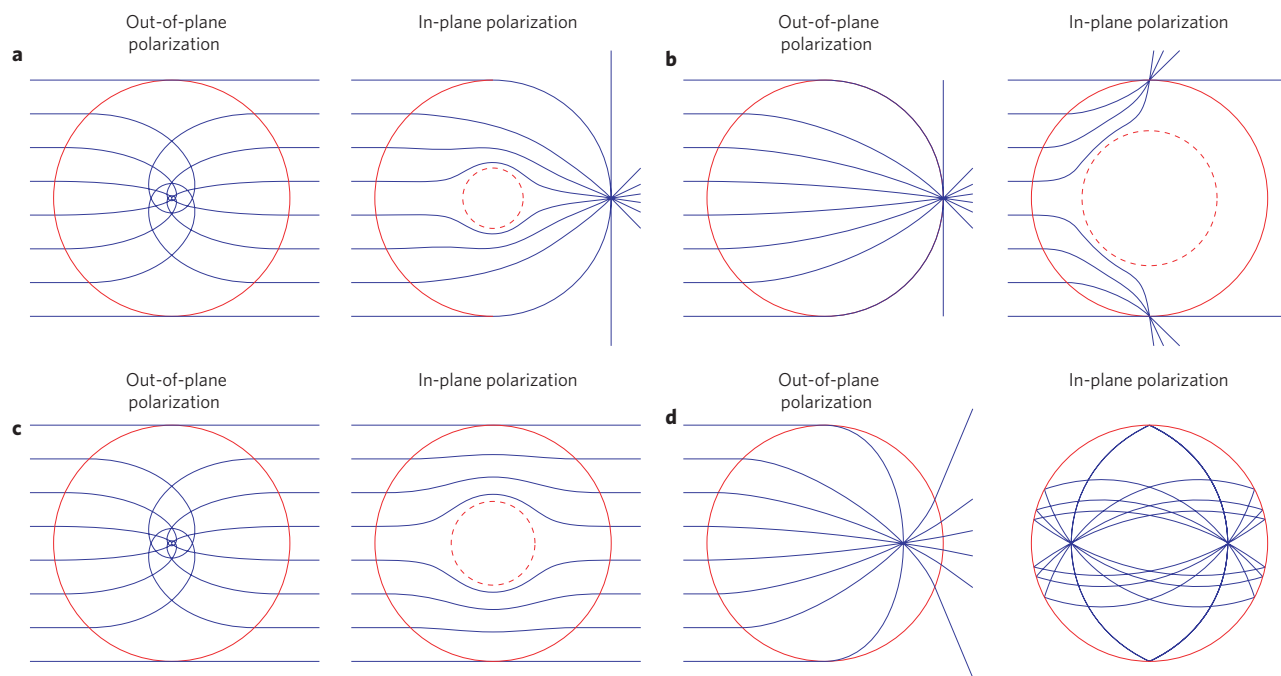 a
Out-of-plane
polarization
In-plane polarization
b
Out-of-plane
polarization
In-plane polarization
c
Out-of-plane
polarization
In-plane polarization
d
Out-of-plane
polarization
In-plane polarization